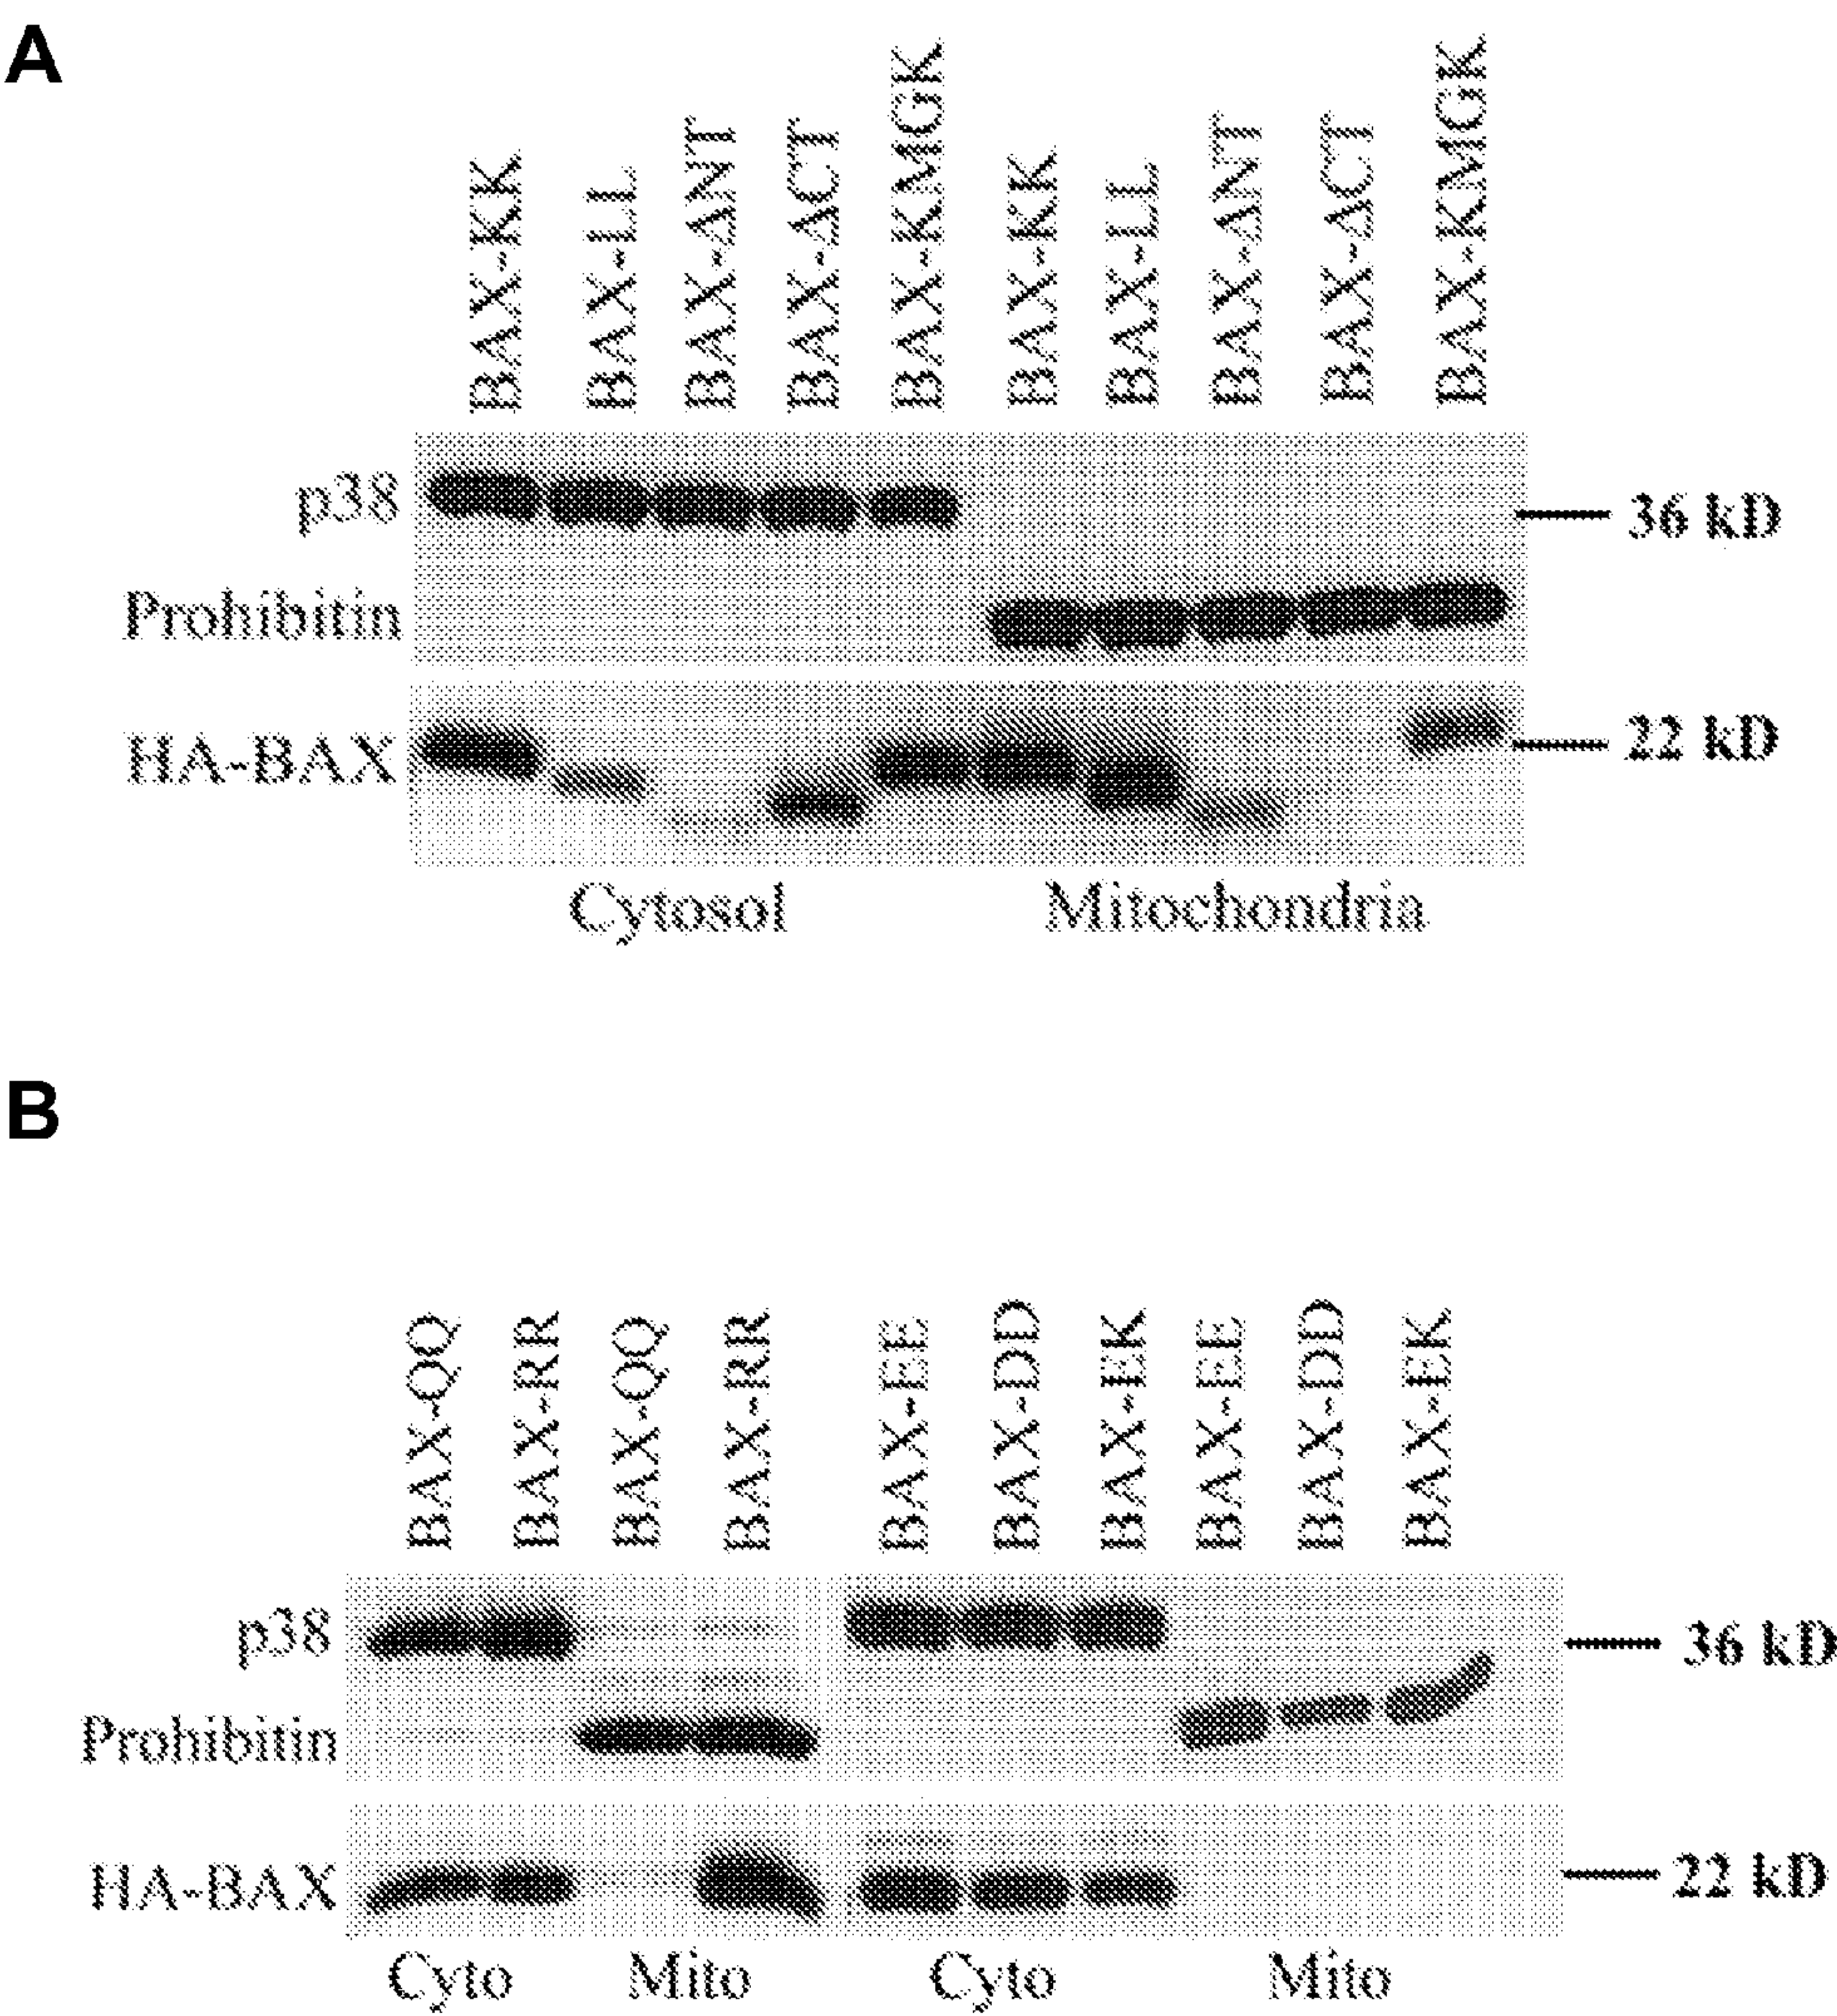 A
BAX-KK BAX-LL BAX-ΔNT BAX-ΔCT BAX-KMGK BAX-KK BAX-LL BAX-ΔNT BAX-ΔCT BAX-KMGK
p38 36 kD
Prohibitin
HA-BAX 22 kD
Cytosol Mitochondria
B
BAX-QQ BAX-RR BAX-QQ BAX-RR BAX-EE BAX-DD BAX-EK BAX-EE BAX-DD BAX-EK
p38 36 kD
Prohibitin
HA-BAX 22 kD
Cyto Mito Cyto Mito